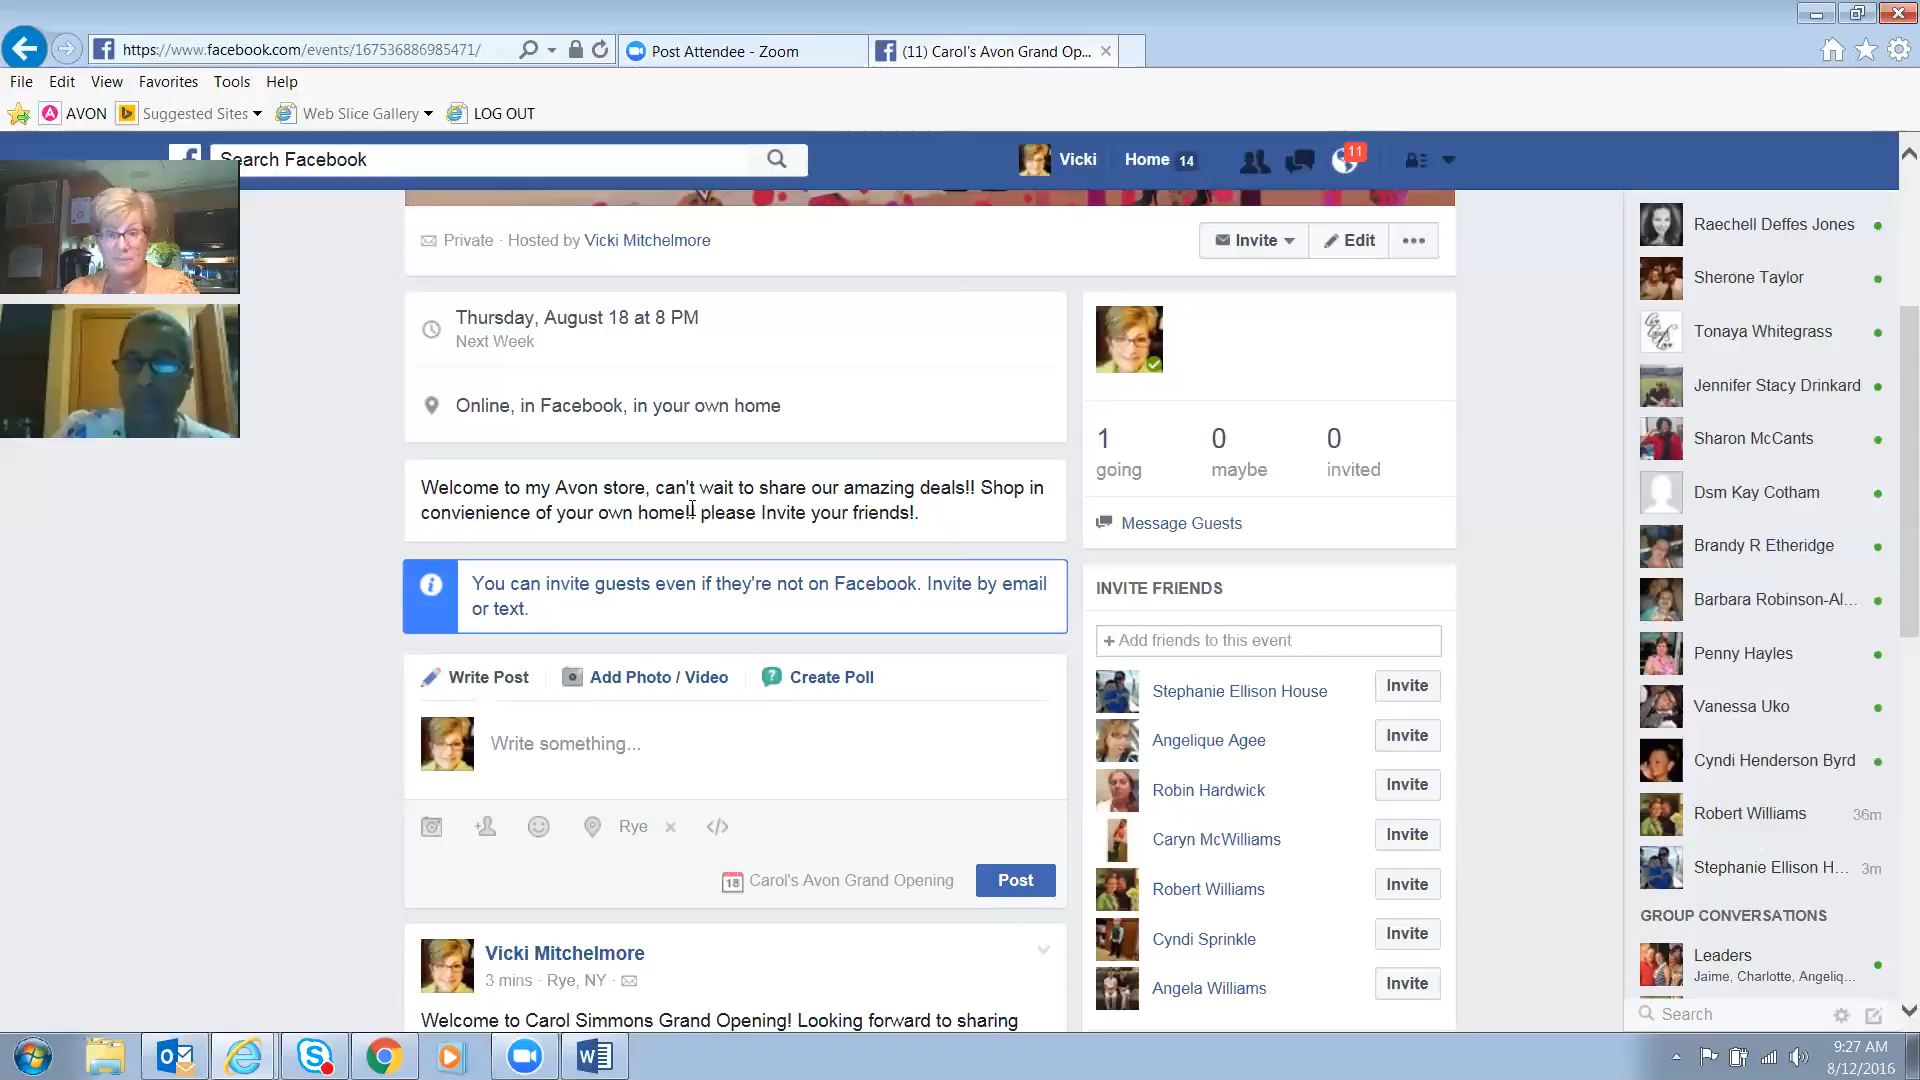 https://www.facebook.com/events/167536886985471/
Post Attendee - Zoom
(11) Carol's Avon Grand Op...
File Edit View Favorites Tools Help
AVON Suggested Sites Web Slice Gallery LOG OUT
Search Facebook
Vicki Home 14 11
Private · Hosted by Vicki Mitchelmore
Invite Edit
Thursday, August 18 at 8 PM
Next Week
Online, in Facebook, in your own home
1 going
0 maybe
0 invited
Message Guests
Welcome to my Avon store, can't wait to share our amazing deals!! Shop in
convienience of your own home!! please Invite your friends!.
You can invite guests even if they're not on Facebook. Invite by email
or text.
Write Post Add Photo / Video Create Poll
Write something...
Rye
18 Carol's Avon Grand Opening Post
Vicki Mitchelmore
3 mins · Rye, NY
Welcome to Carol Simmons Grand Opening! Looking forward to sharing
INVITE FRIENDS
+ Add friends to this event
Stephanie Ellison House Invite
Angelique Agee Invite
Robin Hardwick Invite
Caryn McWilliams Invite
Robert Williams Invite
Cyndi Sprinkle Invite
Angela Williams Invite
Raechell Deffes Jones
Sherone Taylor
Tonaya Whitegrass
Jennifer Stacy Drinkard
Sharon McCants
Dsm Kay Cotham
Brandy R Etheridge
Barbara Robinson-Al...
Penny Hayles
Vanessa Uko
Cyndi Henderson Byrd
Robert Williams 36m
Stephanie Ellison H... 3m
GROUP CONVERSATIONS
Leaders
Jaime, Charlotte, Angeliq...
Search
9:27 AM
8/12/2016